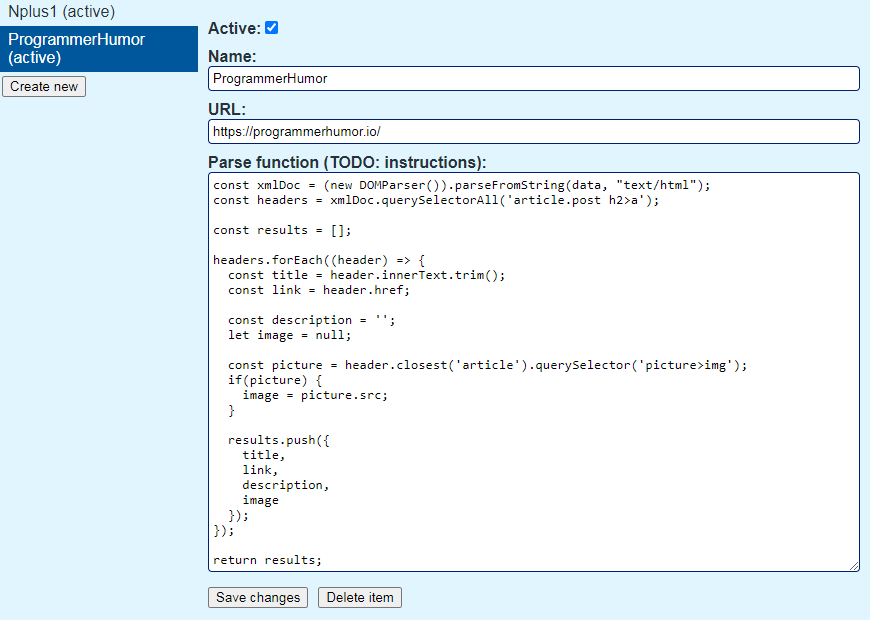 Nplus1 (active)
ProgrammerHumor
(active)
Create new
Active:
Name:
ProgrammerHumor
URL:
https://programmerhumor.io/
Parse function (TODO: instructions):
const xmlDoc = (new DOMParser()).parseFromString(data, "text/html");
const headers = xmlDoc.querySelectorAll('article.post h2>a');

const results = [];

headers.forEach((header) => {
  const title = header.innerText.trim();
  const link = header.href;

  const description = '';
  let image = null;

  const picture = header.closest('article').querySelector('picture>img');
  if(picture) {
    image = picture.src;
  }

  results.push({
    title,
    link,
    description,
    image
  });
});

return results;
Save changes
Delete item